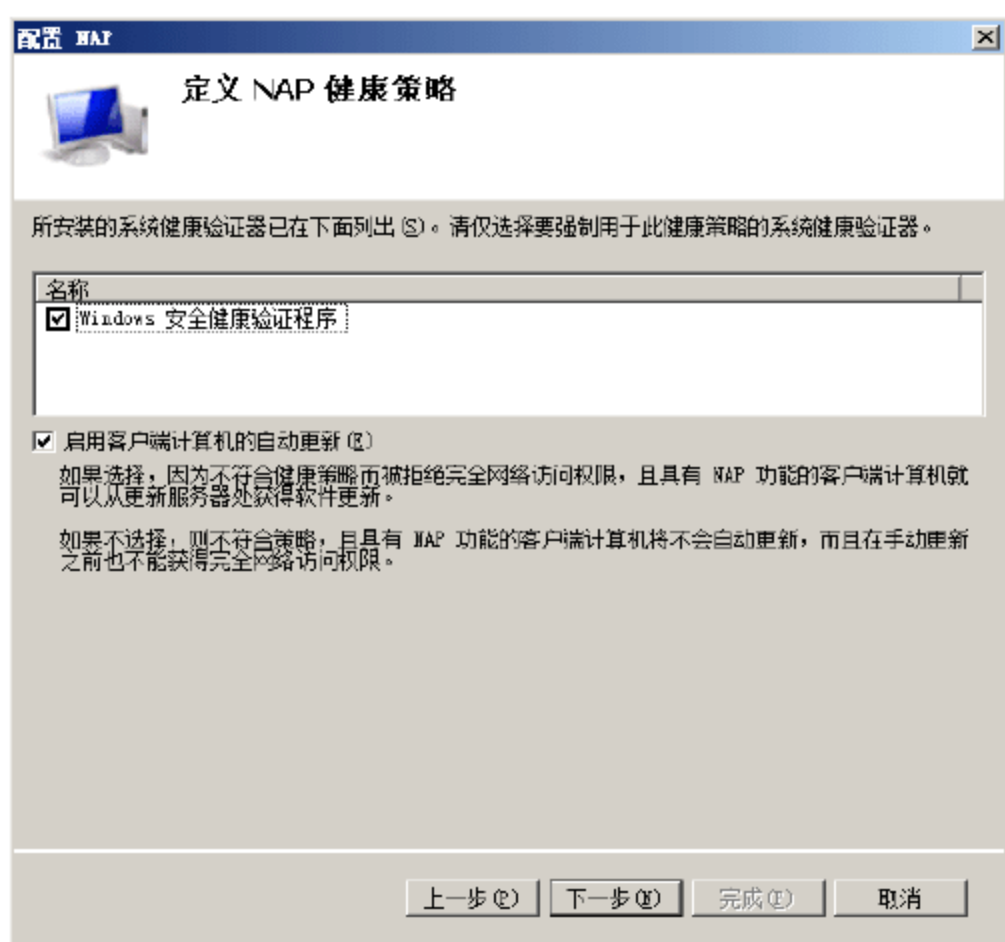 配置 NAP
定义 NAP 健康策略
所安装的系统健康验证器已在下面列出(S)。请仅选择要强制用于此健康策略的系统健康验证器。
名称
Windows 安全健康验证程序
启用客户端计算机的自动更新(E)
如果选择，因为不符合健康策略而被拒绝完全网络访问权限，且具有 NAP 功能的客户端计算机就
可以从更新服务器处获得软件更新。
如果不选择，则不符合策略，且具有 NAP 功能的客户端计算机将不会自动更新，而且在手动更新
之前也不能获得完全网络访问权限。
上一步(P) 下一步(N) 完成(F) 取消